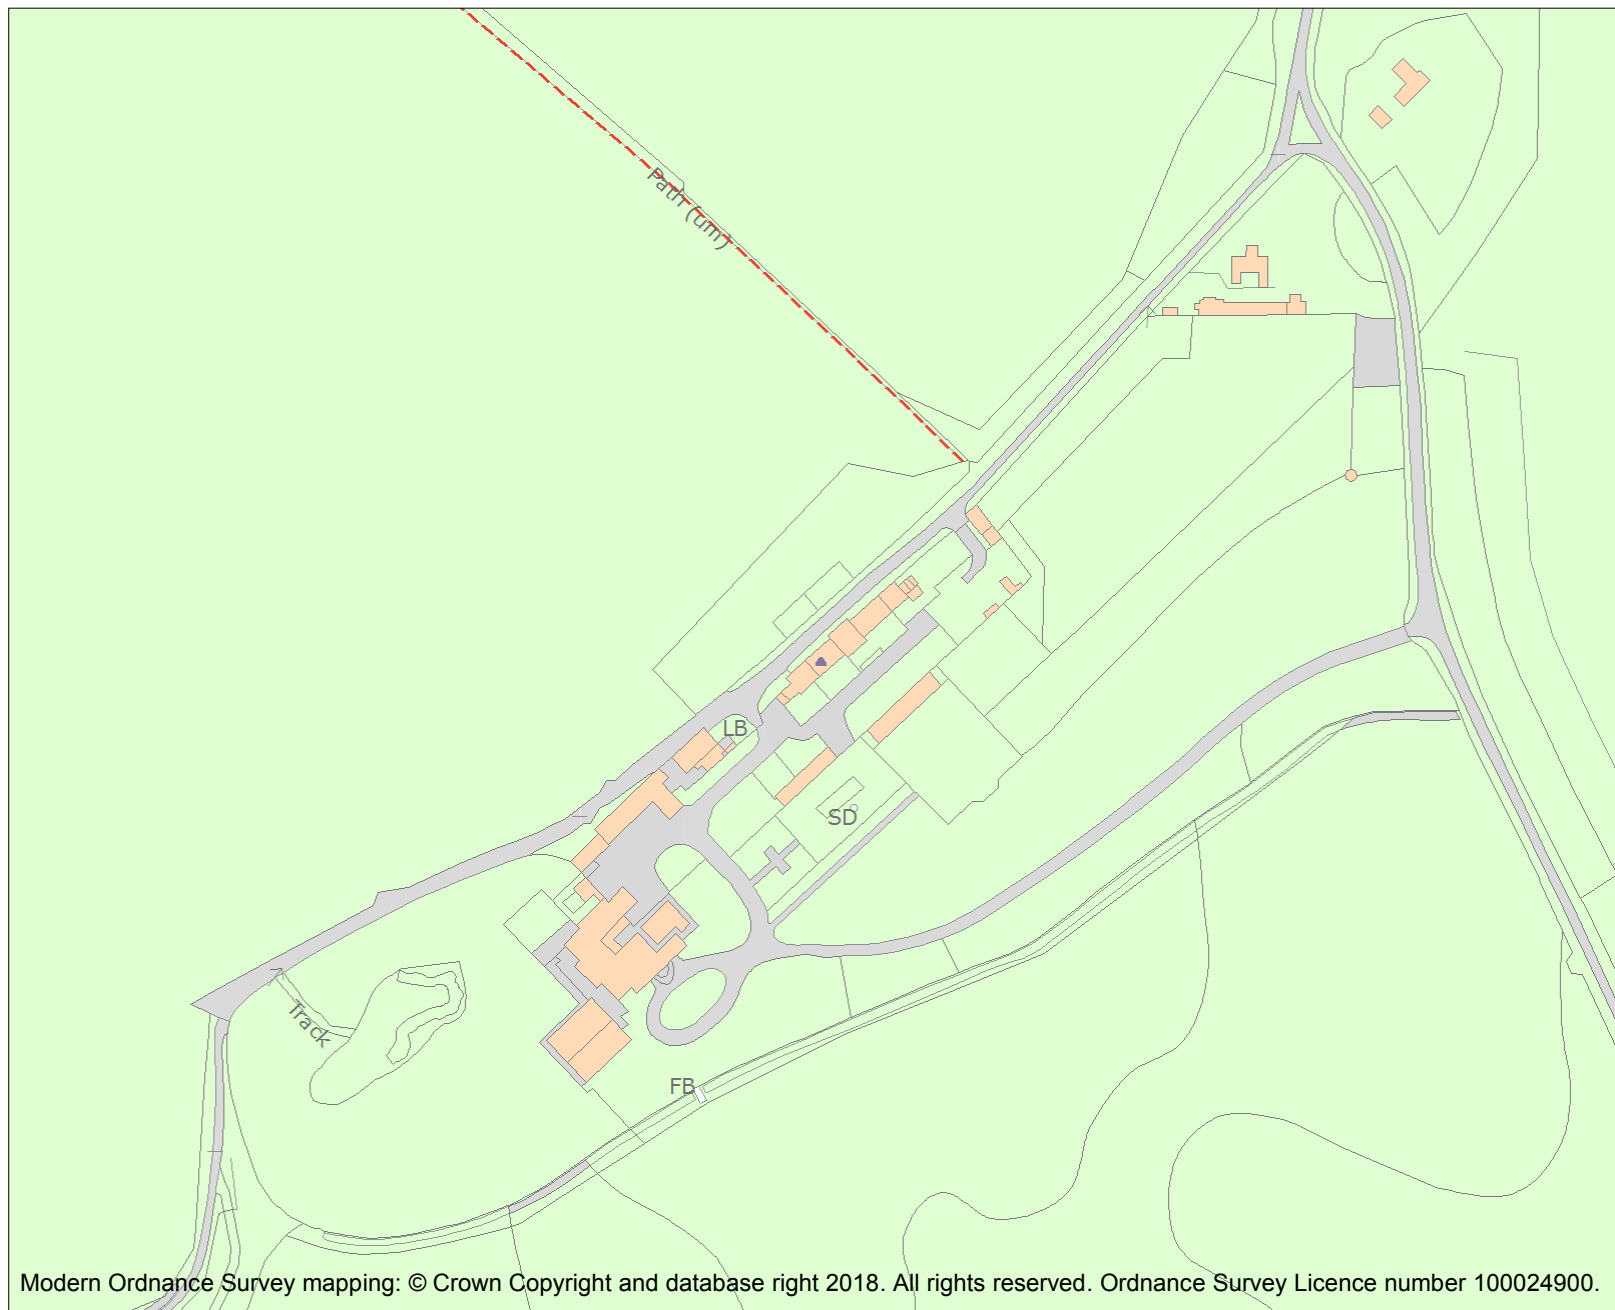 Path (um)
LB
SD
Track
FB
Modern Ordnance Survey mapping: © Crown Copyright and database right 2018. All rights reserved. Ordnance Survey Licence number 100024900.